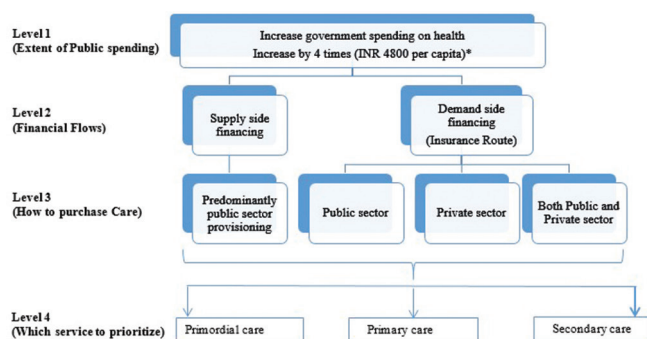 Level 1
(Extent of Public spending)
Increase government spending on health
Increase by 4 times (INR 4800 per capita)*
Level 2
(Financial Flows)
Supply side
financing
Demand side
financing
(Insurance Route)
Level 3
(How to purchase Care)
Predominantly
public sector
provisioning
Public sector
Private sector
Both Public and
Private sector
Level 4
(Which service to prioritize)
Primordial care
Primary care
Secondary care